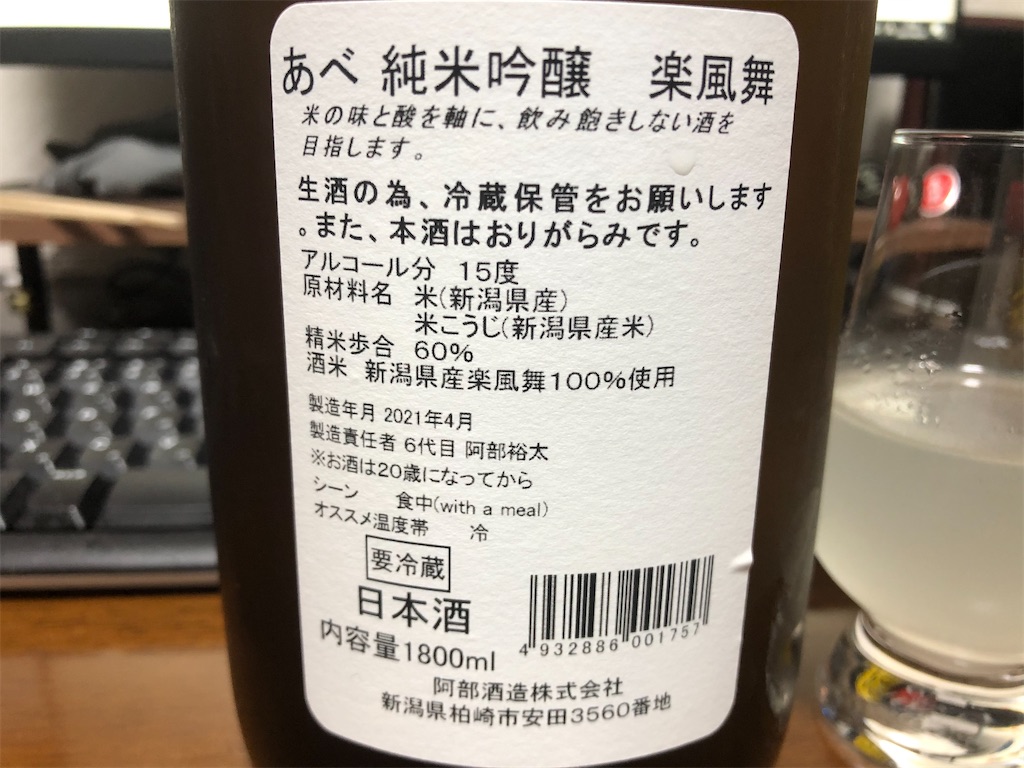 あべ 純米吟醸　楽風舞
米の味と酸を軸に、飲み飽きしない酒を
目指します。
生酒の為、冷蔵保管をお願いします
。また、本酒はおりがらみです。
アルコール分　15度
原材料名　米(新潟県産)
米こうじ(新潟県産米)
精米歩合　60%
酒米　新潟県産楽風舞100%使用
製造年月 2021年4月
製造責任者 6代目 阿部裕太
※お酒は20歳になってから
シーン　　食中(with a meal)
オススメ温度帯　　冷
要冷蔵
日本酒
内容量1800ml
4 932886 001757
阿部酒造株式会社
新潟県柏崎市安田3560番地